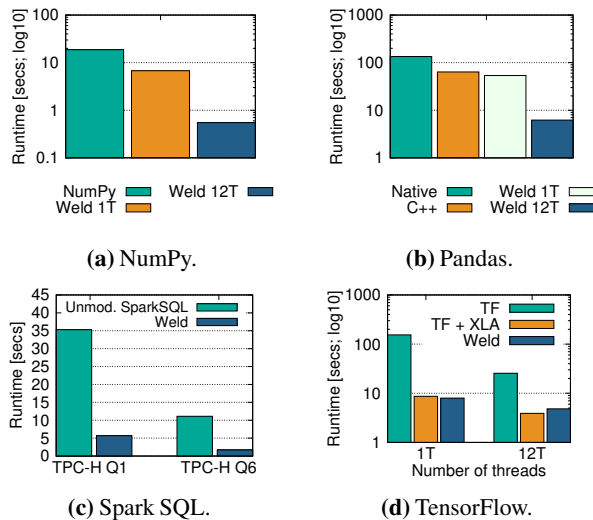 Runtime [secs; log10]
100
10
1
0.1
NumPy
Weld 1T
Weld 12T
(a) NumPy.
Runtime [secs; log10]
1000
100
10
1
Native
C++
Weld 1T
Weld 12T
(b) Pandas.
Runtime [secs]
45
40
35
30
25
20
15
10
5
0
Unmod. SparkSQL
Weld
TPC-H Q1
TPC-H Q6
(c) Spark SQL.
Runtime [secs; log10]
1000
100
10
1
TF
TF + XLA
Weld
1T
12T
Number of threads
(d) TensorFlow.